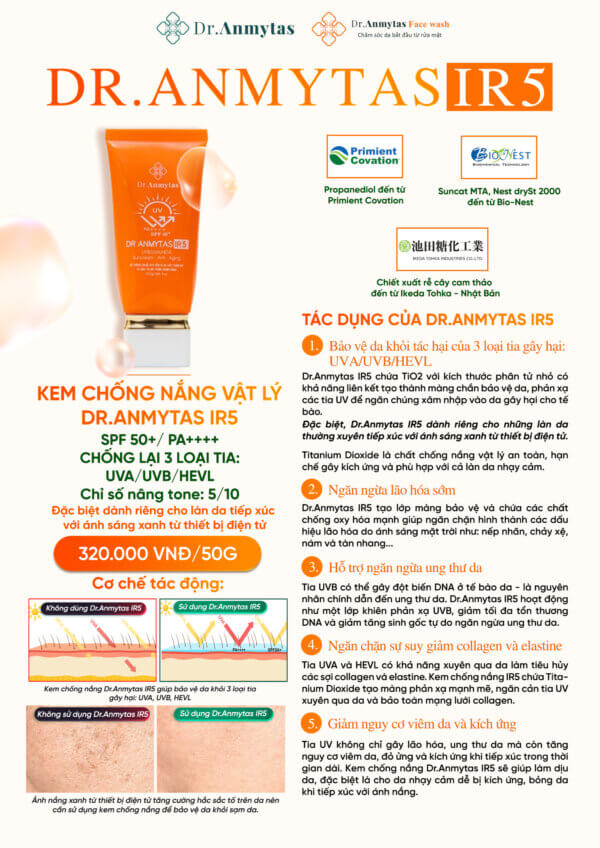 Dr.Anmytas
Dr.Anmytas Face wash
Chăm sóc da bắt đầu từ rửa mặt
DR.ANMYTAS IR5
Dr.Anmytas
UV
PA++++
SPF 50+
DR ANMYTAS IR5
UVB/UVA/HEVL
Sunscreen - Anti - Aging
Primient
Covation
Propanediol đến từ
Primient Covation
BIONEST
BIOCHEMICAL TECHNOLOGY
Suncat MTA, Nest drySt 2000
đến từ Bio-Nest
池田糖化工業
IKEDA TOHKA INDUSTRIES CO.,LTD
Chiết xuất rễ cây cam thảo
đến từ Ikeda Tohka - Nhật Bản
KEM CHỐNG NẮNG VẬT LÝ
DR.ANMYTAS IR5
SPF 50+/ PA++++
CHỐNG LẠI 3 LOẠI TIA:
UVA/UVB/HEVL
Chỉ số nâng tone: 5/10
Đặc biệt dành riêng cho làn da tiếp xúc
với ánh sáng xanh từ thiết bị điện tử
320.000 VNĐ/50G
Cơ chế tác động:
Không dùng Dr.Anmytas IR5
Sử dụng Dr.Anmytas IR5
Kem chống nắng Dr.Anmytas IR5 giúp bảo vệ da khỏi 3 loại tia
gây hại: UVA, UVB, HEVL
Không sử dụng Dr.Anmytas IR5
Sử dụng Dr.Anmytas IR5
Ánh nắng xanh từ thiết bị điện tử tăng cường hắc sắc tố trên da nên
cần sử dụng kem chống nắng để bảo vệ da khỏi sạm da.
TÁC DỤNG CỦA DR.ANMYTAS IR5
1. Bảo vệ da khỏi tác hại của 3 loại tia gây hại:
UVA/UVB/HEVL
Dr.Anmytas IR5 chứa TiO2 với kích thước phân tử nhỏ có
khả năng liên kết tạo thành màng chắn bảo vệ da, phản xạ
các tia UV để ngăn chúng xâm nhập vào da gây hại cho tế
bào.
Đặc biệt, Dr.Anmytas IR5 dành riêng cho những làn da
thường xuyên tiếp xúc với ánh sáng xanh từ thiết bị điện tử.
Titanium Dioxide là chất chống nắng vật lý an toàn, hạn
chế gây kích ứng và phù hợp với cả làn da nhạy cảm.
2. Ngăn ngừa lão hóa sớm
Dr.Anmytas IR5 tạo lớp màng bảo vệ và chứa các chất
chống oxy hóa mạnh giúp ngăn chặn hình thành các dấu
hiệu lão hóa do ánh sáng mặt trời như: nếp nhăn, chảy xệ,
nám và tàn nhang...
3. Hỗ trợ ngăn ngừa ung thư da
Tia UVB có thể gây đột biến DNA ở tế bào da - là nguyên
nhân chính dẫn đến ung thư da. Dr.Anmytas IR5 hoạt động
như một lớp khiên phản xạ UVB, giảm tối đa tổn thương
DNA và giảm tăng sinh gốc tự do ngăn ngừa ung thư da.
4. Ngăn chặn sự suy giảm collagen và elastine
Tia UVA và HEVL có khả năng xuyên qua da làm tiêu hủy
các sợi collagen và elastine. Kem chống nắng IR5 chứa Tita-
nium Dioxide tạo màng phản xạ mạnh mẽ, ngăn cản tia UV
xuyên qua da và bảo toàn mạng lưới collagen.
5. Giảm nguy cơ viêm da và kích ứng
Tia UV không chỉ gây lão hóa, ung thư da mà còn tăng
nguy cơ viêm da, đỏ ửng và kích ứng khi tiếp xúc trong thời
gian dài. Kem chống nắng Dr.Anmytas IR5 sẽ giúp làm dịu
da, đặc biệt là cho da nhạy cảm dễ bị kích ứng, bỏng da
khi tiếp xúc với ánh nắng.